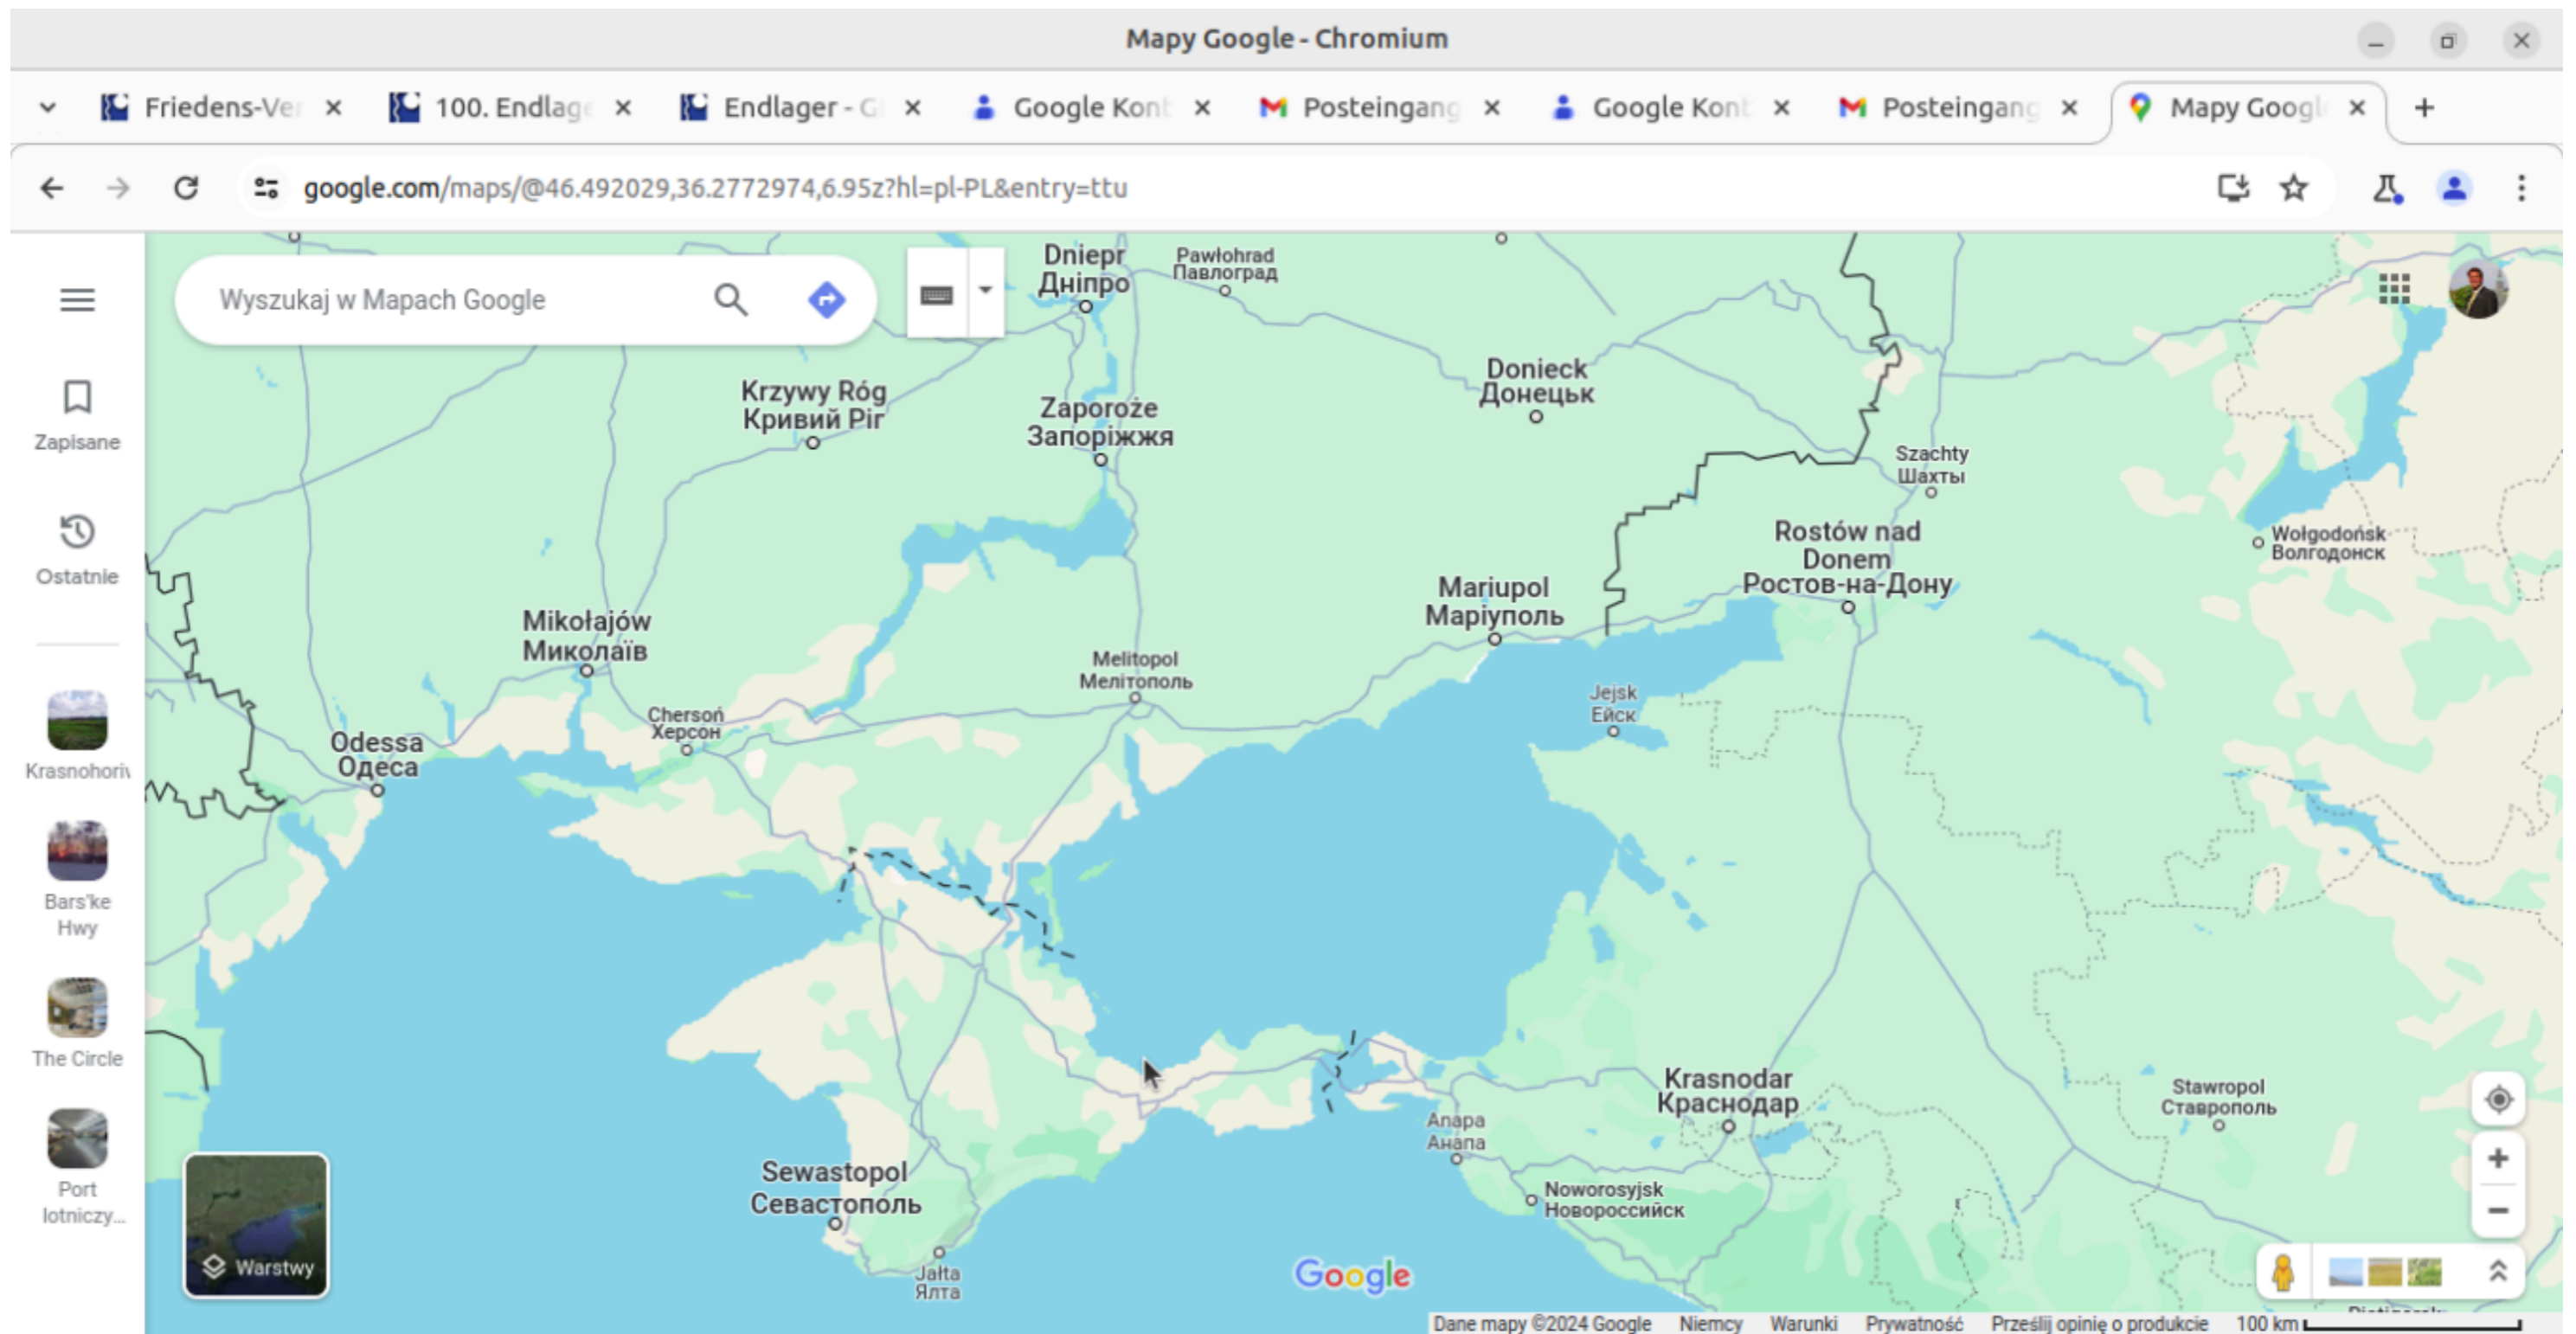 Mapy Google - Chromium
Friedens-Ver
100. Endlage
Endlager - G
Google Kont
Posteingang
Google Kont
Posteingang
Mapy Googl
google.com/maps/@46.492029,36.2772974,6.95z?hl=pl-PL&entry=ttu
Wyszukaj w Mapach Google
Zapisane
Ostatnie
Krasnohoriv
Bars'ke
Hwy
The Circle
Port
lotniczy...
Dniepr
Дніпро
Pawłohrad
Павлоград
Krzywy Róg
Кривий Ріг
Zaporoże
Запоріжжя
Donieck
Донецьк
Szachty
Шахты
Rostów nad
Donem
Ростов-на-Дону
Wołgodońsk
Волгодонск
Mikołajów
Миколаїв
Mariupol
Маріуполь
Melitopol
Мелітополь
Jejsk
Ейск
Chersoń
Херсон
Odessa
Одеса
Krasnodar
Краснодар
Stawropol
Ставрополь
Anapa
Анапа
Sewastopol
Севастополь
Noworosyjsk
Новороссийск
Jałta
Ялта
Warstwy
Google
Dane mapy ©2024 Google Niemcy Warunki Prywatność Prześlij opinię o produkcie 100 km